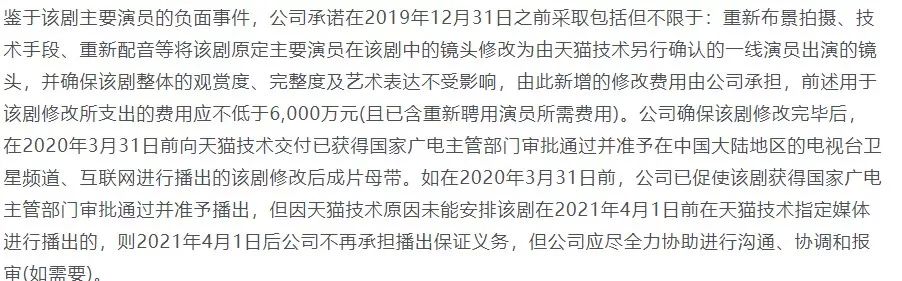 鉴于该剧主要演员的负面事件，公司承诺在2019年12月31日之前采取包括但不限于：重新布景拍摄、技
术手段、重新配音等将该剧原定主要演员在该剧中的镜头修改为由天猫技术另行确认的一线演员出演的镜
头，并确保该剧整体的观赏度、完整度及艺术表达不受影响，由此新增的修改费用由公司承担，前述用于
该剧修改所支出的费用应不低于6,000万元(且已含重新聘用演员所需费用)。公司确保该剧修改完毕后，
在2020年3月31日前向天猫技术交付已获得国家广电主管部门审批通过并准予在中国大陆地区的电视台卫
星频道、互联网进行播出的该剧修改后成片母带。如在2020年3月31日前，公司已促使该剧获得国家广电
主管部门审批通过并准予播出，但因天猫技术原因未能安排该剧在2021年4月1日前在天猫技术指定媒体
进行播出的，则2021年4月1日后公司不再承担播出保证义务，但公司应尽全力协助进行沟通、协调和报
审(如需要)。